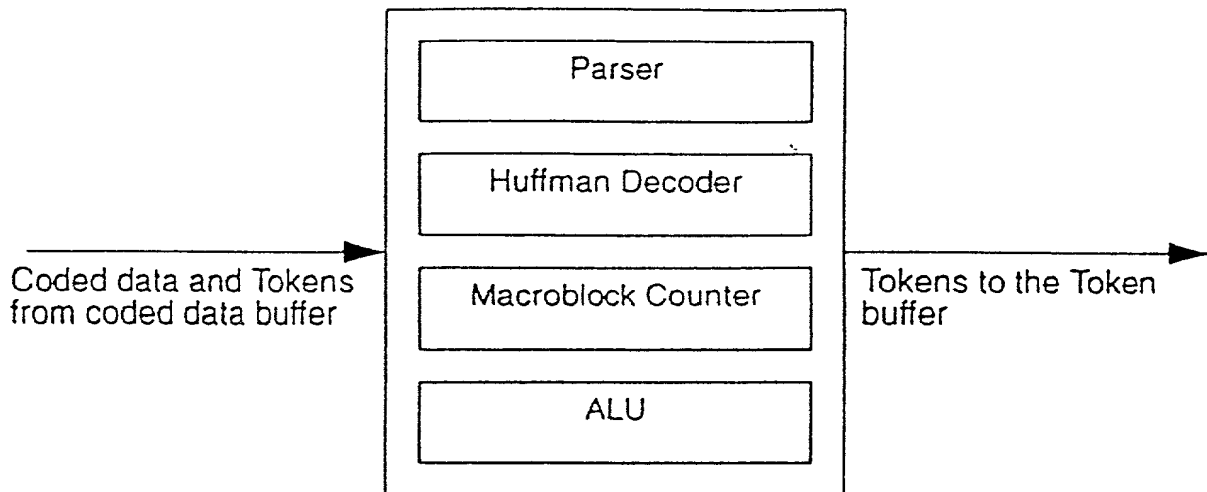 Parser
Huffman Decoder
Coded data and Tokens
from coded data buffer
Macroblock Counter
ALU
Tokens to the Token
buffer